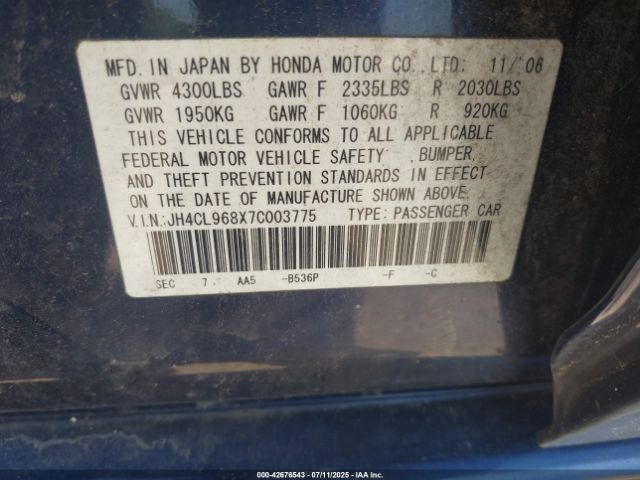 MFD. IN JAPAN BY HONDA MOTOR CO., LTD. 11/'06
GVWR 4300LBS GAWR F 2335LBS R 2030LBS
GVWR 1950KG GAWR F 1060KG R 920KG
THIS VEHICLE CONFORMS TO ALL APPLICABLE
FEDERAL MOTOR VEHICLE SAFETY, BUMPER,
AND THEFT PREVENTION STANDARDS IN EFFECT
ON THE DATE OF MANUFACTURE SHOWN ABOVE.
V.I.N.:JH4CL968X7C003775 TYPE: PASSENGER CAR
SEC 7. AA5 -B536P -F -C
000-42676543 - 07/11/2025 - IAA Inc.